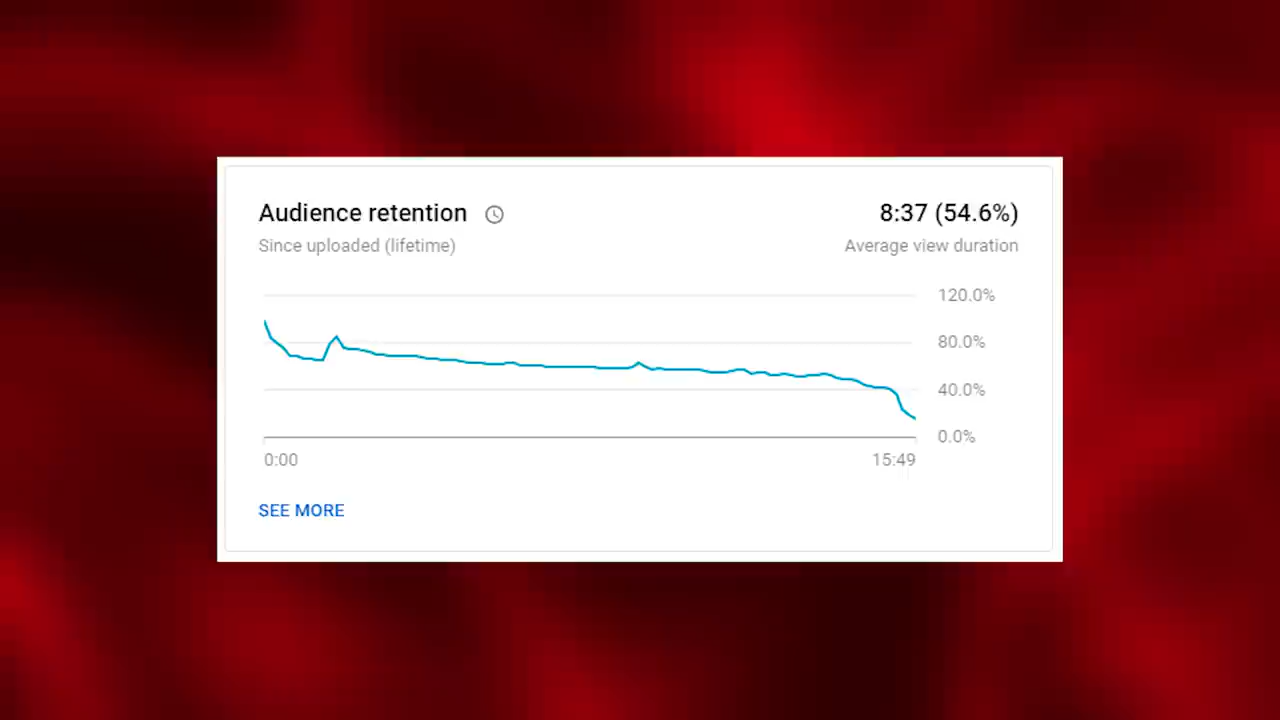 Audience retention
8:37 (54.6%)
Since uploaded (lifetime)
Average view duration
120.0%
80.0%
40.0%
0.0%
0:00
15:49
SEE MORE